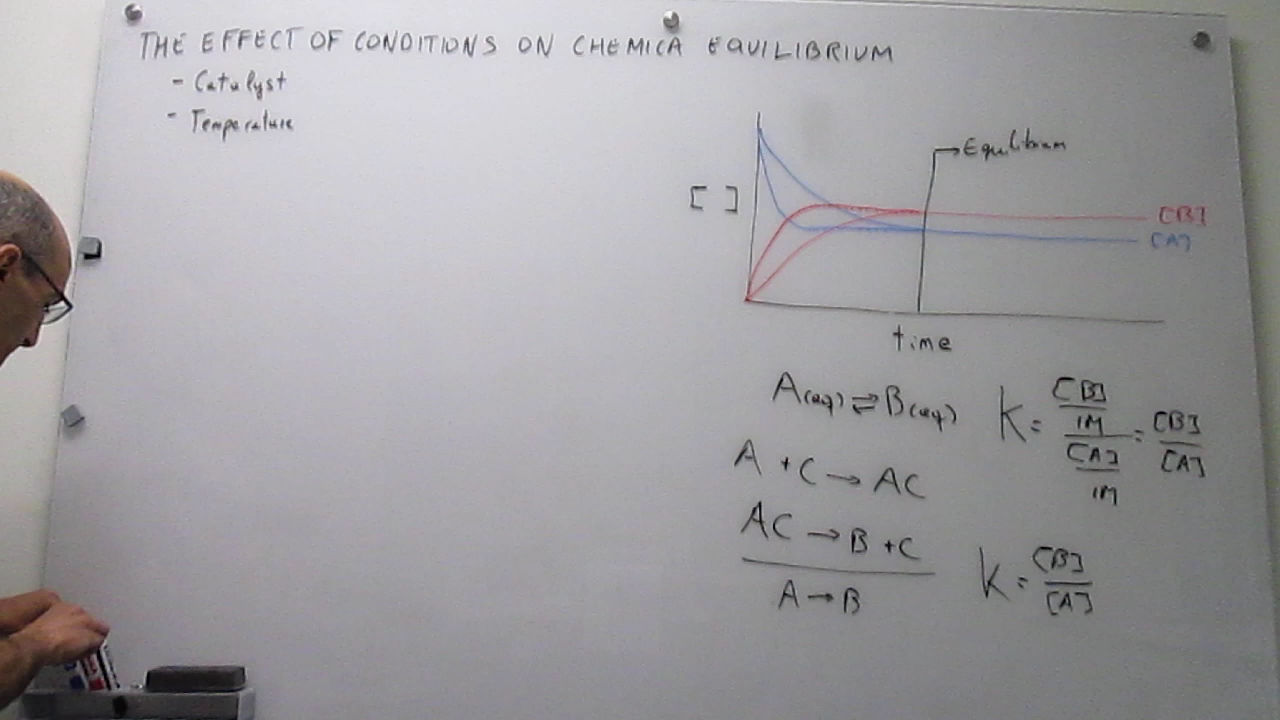 THE EFFECT OF CONDITIONS ON CHEMICA EQUILIBRIUM
- Catalyst
- Temperature
→ Equilibrium
[ ]
[B]
[A]
time
A(aq) ⇌ B(aq) K = [B]/1M / [A]/1M = [B]/[A]
A + C → AC
AC → B + C
A → B K = [B]/[A]